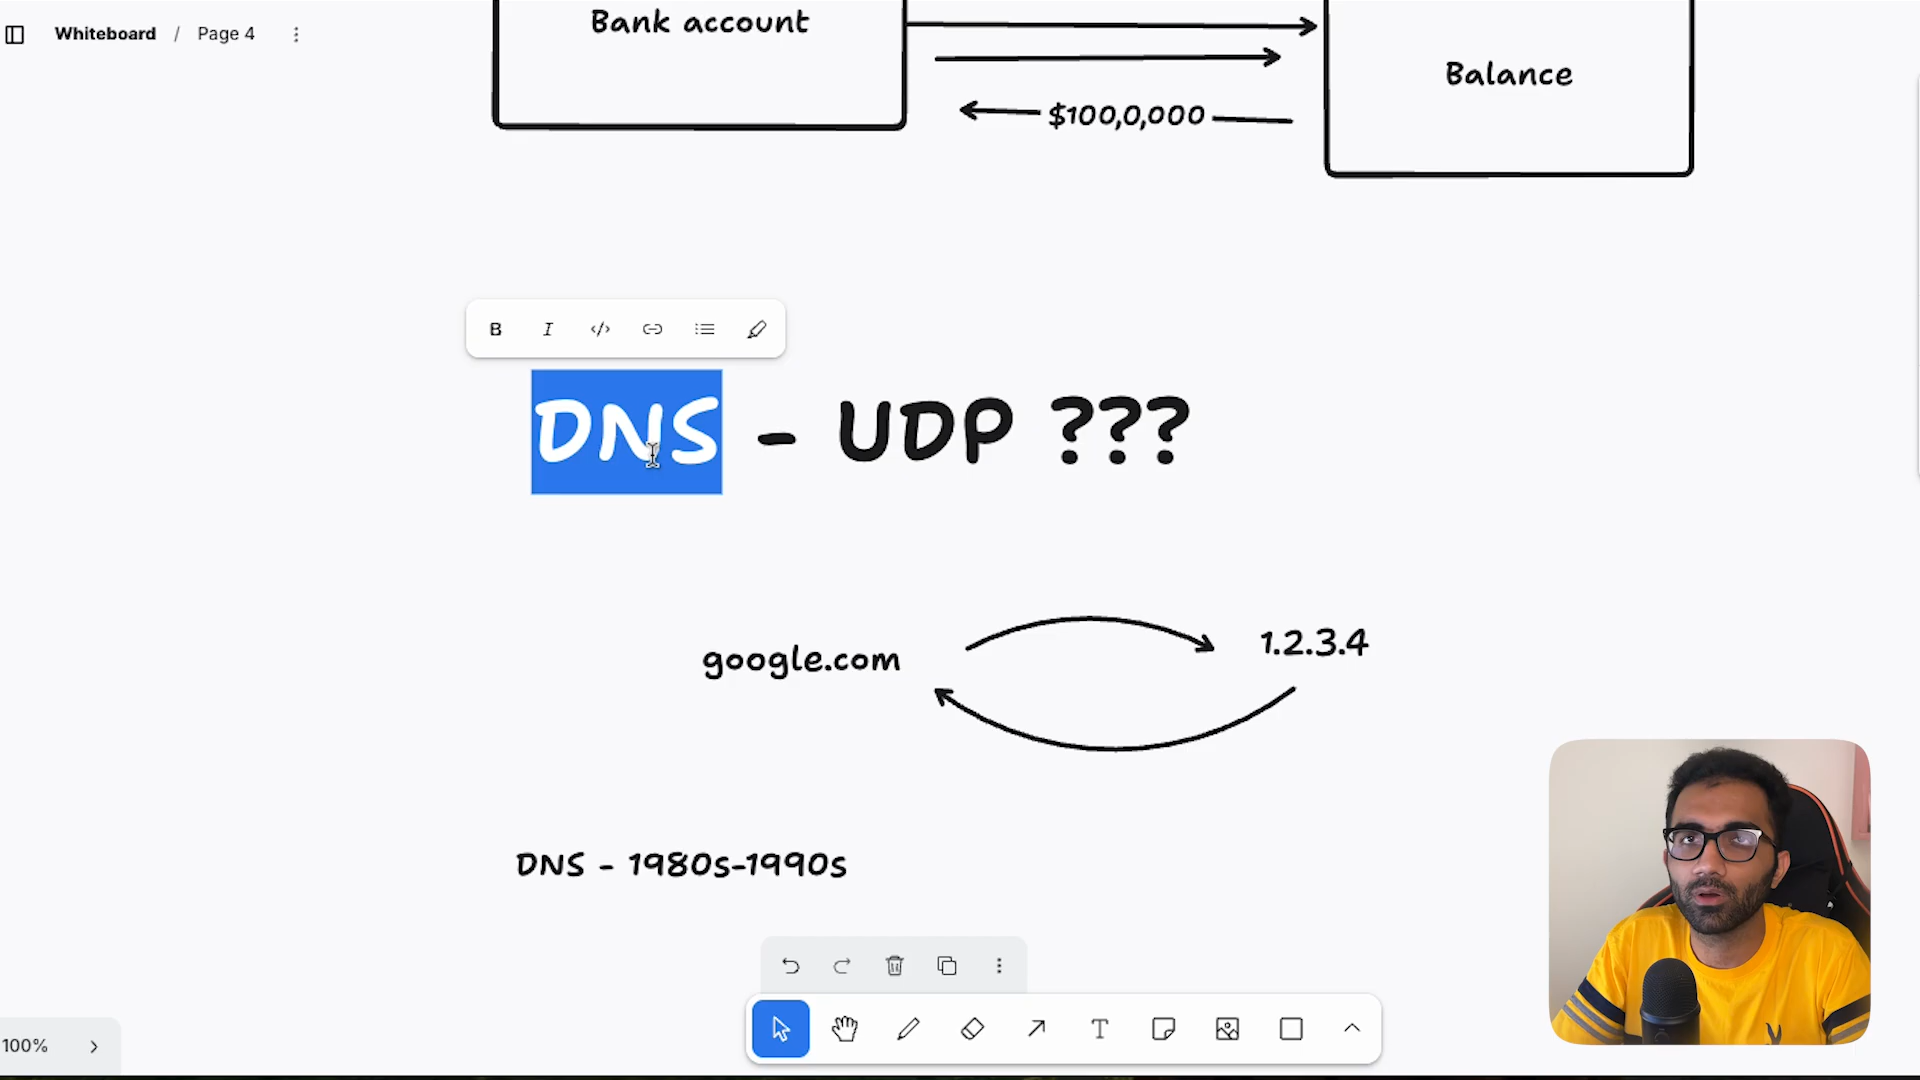 Whiteboard / Page 4
Bank account
Balance
$100,0,000
B I </>
DNS - UDP ???
google.com
1.2.3.4
DNS - 1980s-1990s
T
100%